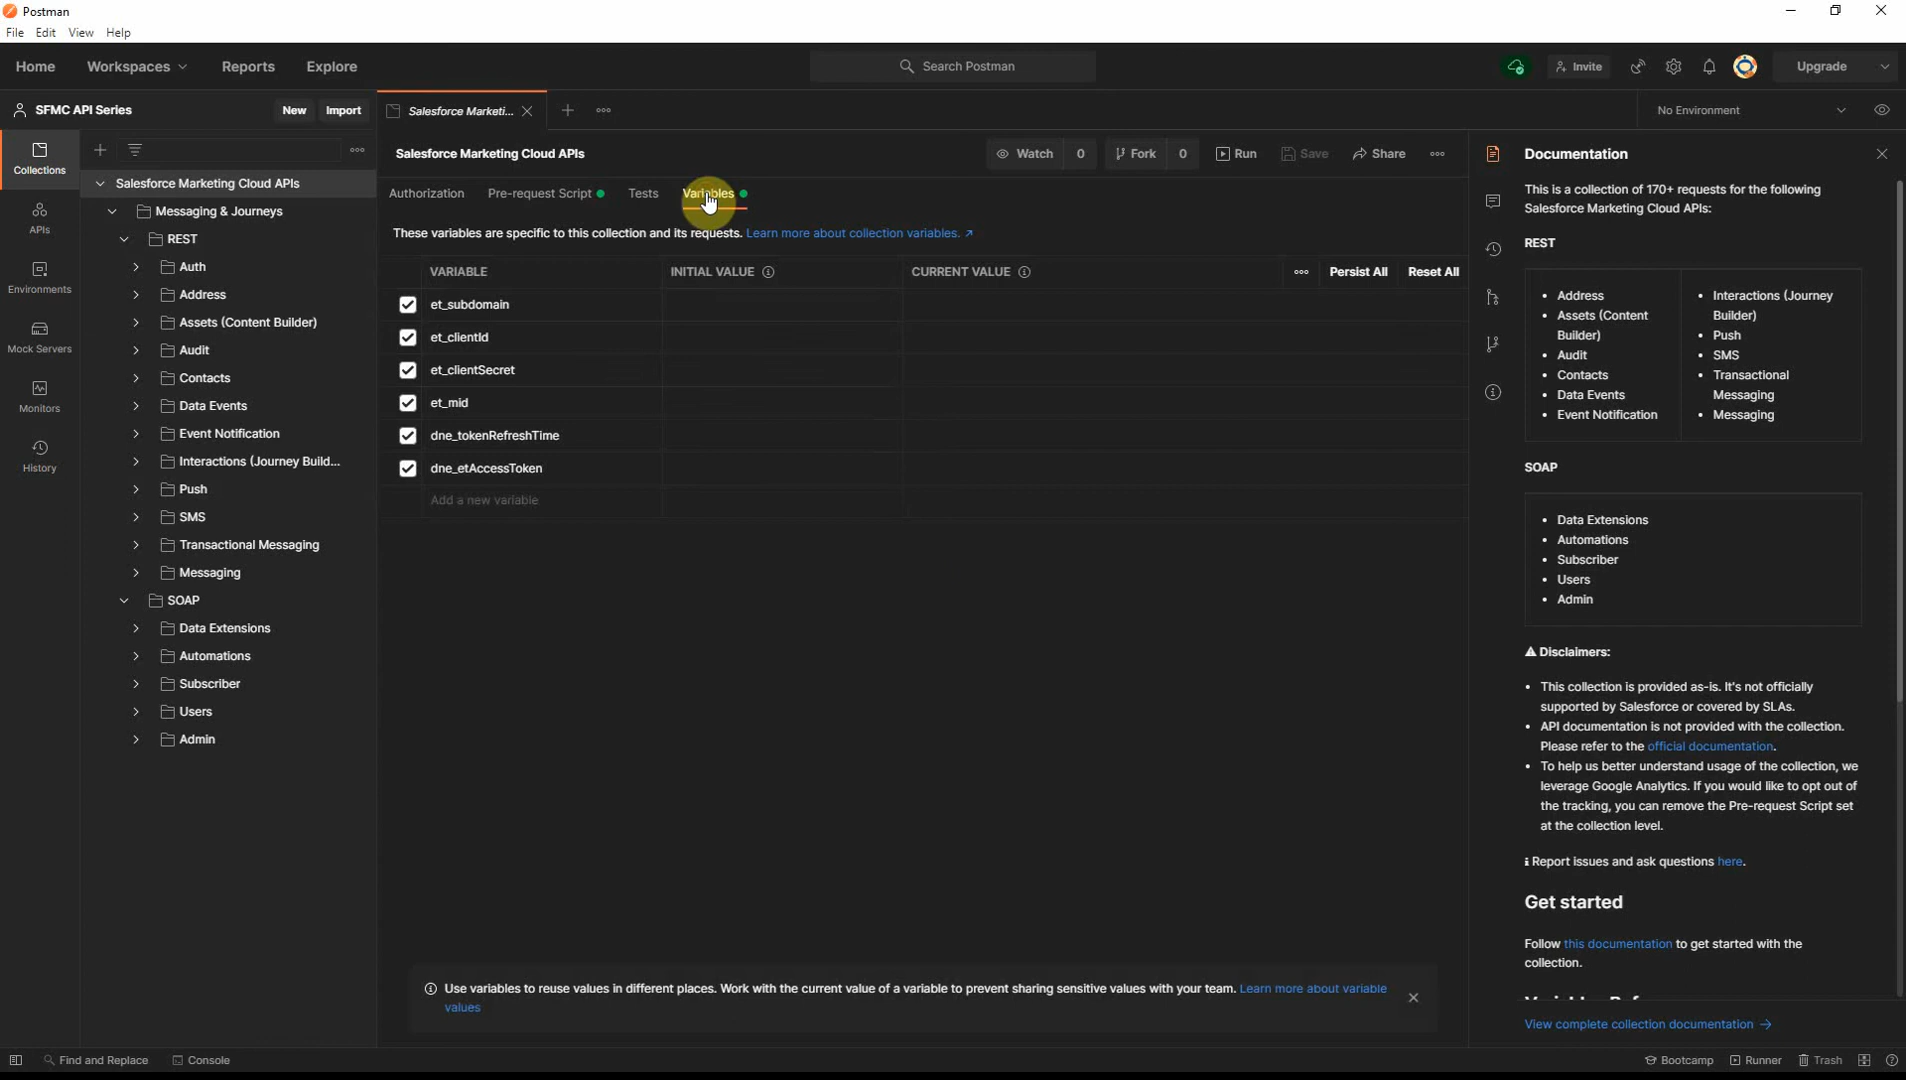 Postman
File Edit View Help
Home Workspaces Reports Explore
Search Postman
Invite
Upgrade
SFMC API Series
New Import
Salesforce Marketi...
No Environment
Collections
APIs
Environments
Mock Servers
Monitors
History
Salesforce Marketing Cloud APIs
Messaging & Journeys
REST
Auth
Address
Assets (Content Builder)
Audit
Contacts
Data Events
Event Notification
Interactions (Journey Build...
Push
SMS
Transactional Messaging
Messaging
SOAP
Data Extensions
Automations
Subscriber
Users
Admin
Salesforce Marketing Cloud APIs
Watch 0 Fork 0 Run Save Share
Authorization Pre-request Script Tests Variables
These variables are specific to this collection and its requests. Learn more about collection variables. ↗
VARIABLE INITIAL VALUE CURRENT VALUE Persist All Reset All
et_subdomain
et_clientId
et_clientSecret
et_mid
dne_tokenRefreshTime
dne_etAccessToken
Add a new variable
Use variables to reuse values in different places. Work with the current value of a variable to prevent sharing sensitive values with your team. Learn more about variable
values
Documentation
This is a collection of 170+ requests for the following
Salesforce Marketing Cloud APIs:
REST
• Address
• Assets (Content
Builder)
• Audit
• Contacts
• Data Events
• Event Notification
• Interactions (Journey
Builder)
• Push
• SMS
• Transactional
Messaging
• Messaging
SOAP
• Data Extensions
• Automations
• Subscriber
• Users
• Admin
⚠ Disclaimers:
• This collection is provided as-is. It's not officially
supported by Salesforce or covered by SLAs.
• API documentation is not provided with the collection.
Please refer to the official documentation.
• To help us better understand usage of the collection, we
leverage Google Analytics. If you would like to opt out of
the tracking, you can remove the Pre-request Script set
at the collection level.
ℹ Report issues and ask questions here.
Get started
Follow this documentation to get started with the
collection.
View complete collection documentation →
Find and Replace Console
Bootcamp Runner Trash